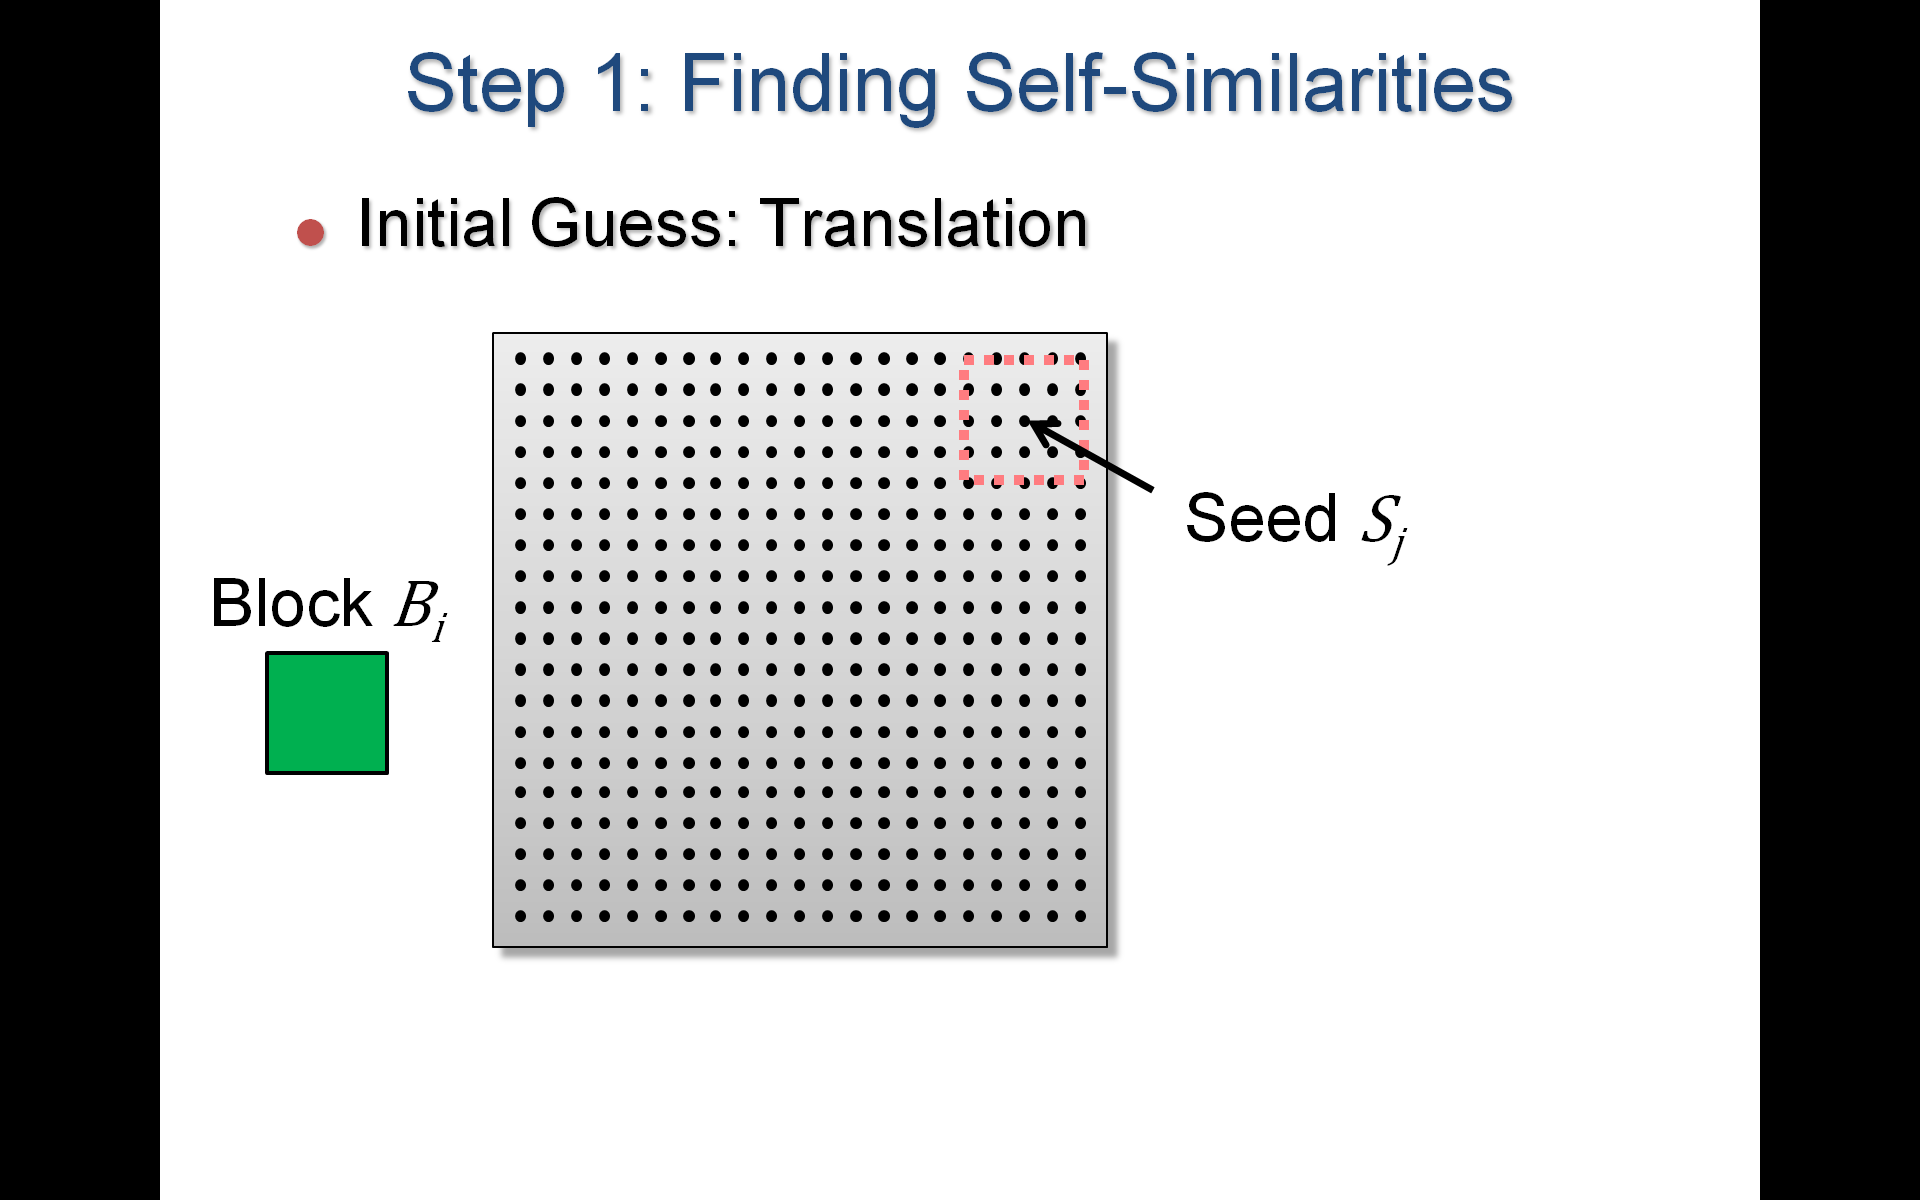 Step 1: Finding Self-Similarities
Initial Guess: Translation
Seed Sj
Block Bi